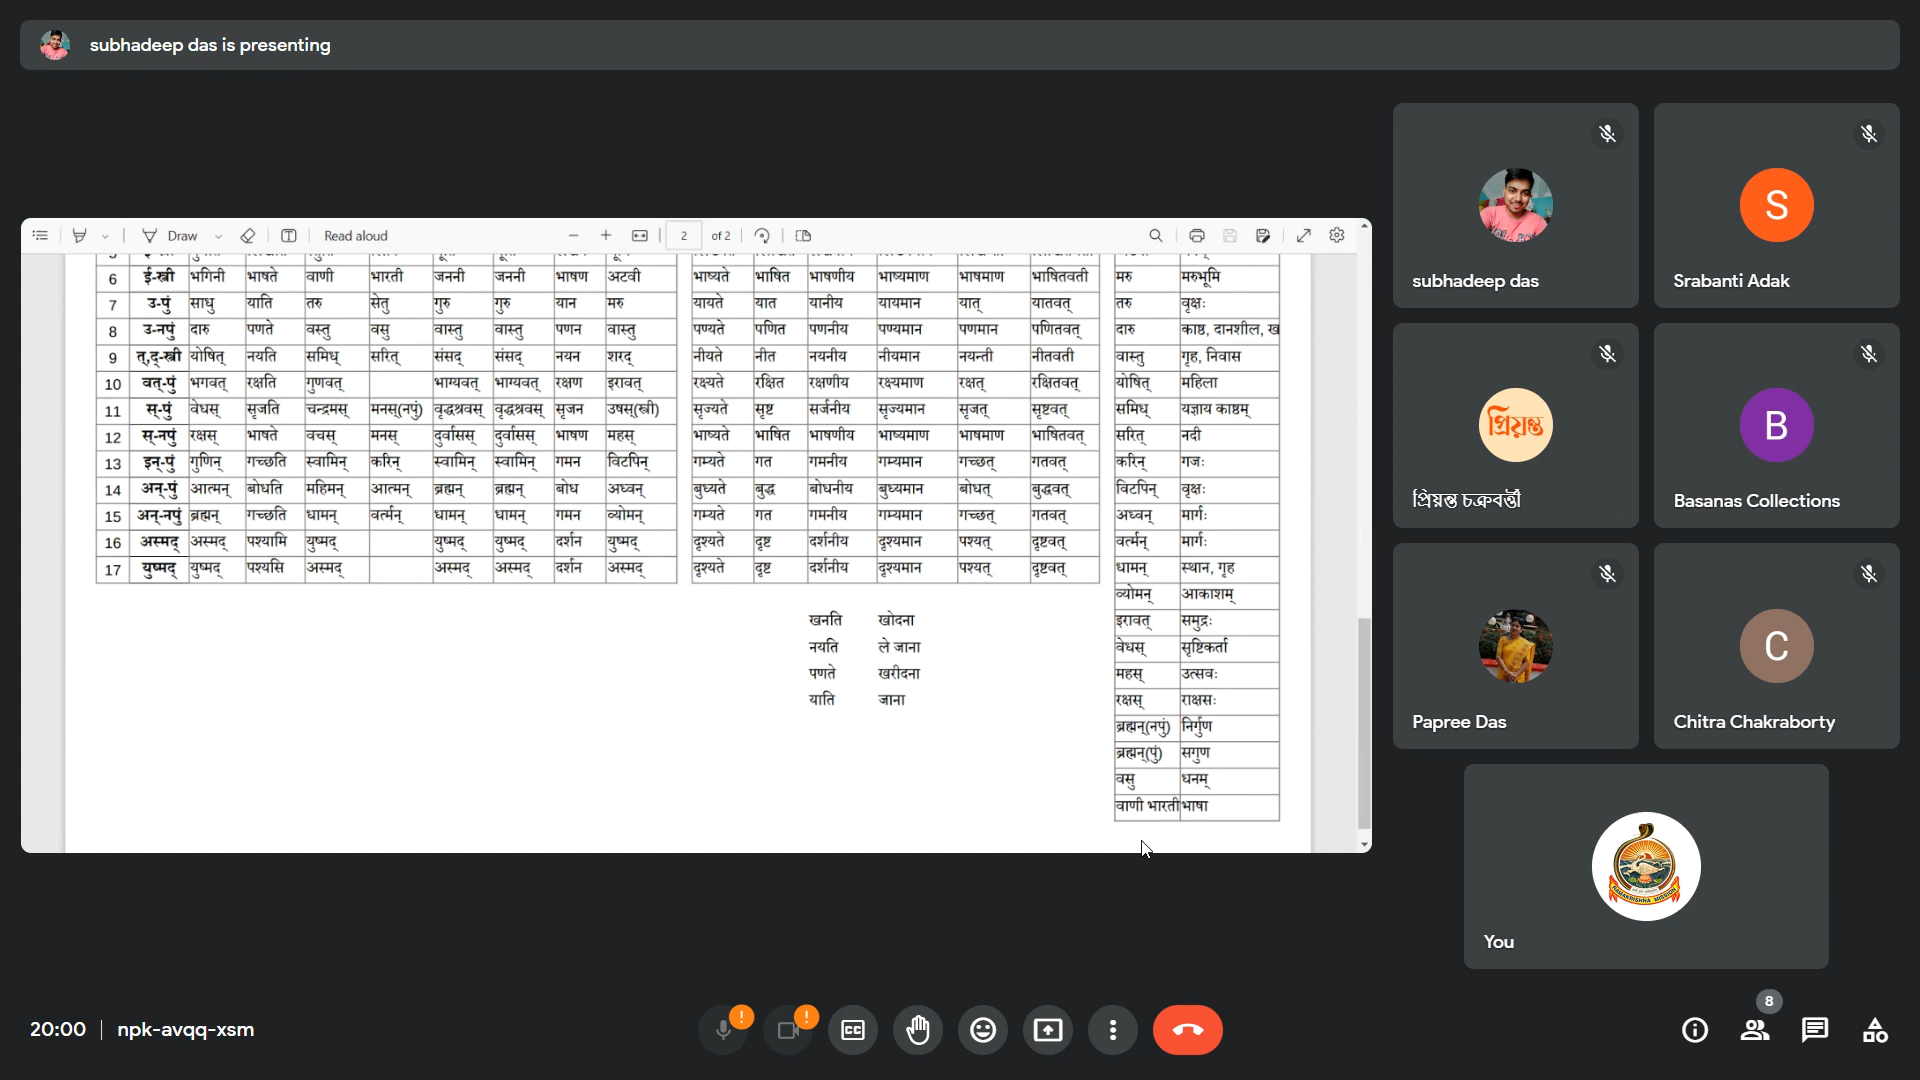 subhadeep das is presenting
Draw Read aloud 2 of 2
6 ई-स्त्री भगिनी भाषते वाणी भारती जननी जननी भाषण अटवी भाष्यते भाषित भाषणीय भाष्यमाण भाषमाण भाषितवती मरु मरुभूमि
7 उ-पुं साधु याति तरु सेतु गुरु गुरु यान मरु यायते यात यानीय यायमान यात् यातवत् तरु वृक्षः
8 उ-नपुं दारु पणते वस्तु वसु वास्तु वास्तु पणन वास्तु पण्यते पणित पणनीय पण्यमान पणमान पणितवत् दारु काष्ठ, दानशील, ख
9 त्,द्-स्त्री योषित् नयति समिध् सरित् संसद् संसद् नयन शरद् नीयते नीत नयनीय नीयमान नयन्ती नीतवती वास्तु गृह, निवास
10 वत्-पुं भगवत् रक्षति गुणवत् भाग्यवत् भाग्यवत् रक्षण इरावत् रक्ष्यते रक्षित रक्षणीय रक्ष्यमाण रक्षत् रक्षितवत् योषित् महिला
11 स्-पुं वेधस् सृजति चन्द्रमस् मनस्(नपुं) वृद्धश्रवस् वृद्धश्रवस् सृजन उषस्(स्त्री) सृज्यते सृष्ट सर्जनीय सृज्यमान सृजत् सृष्टवत् समिध् यज्ञाय काष्ठम्
12 स्-नपुं रक्षस् भाषते वचस् मनस् दुर्वासस् दुर्वासस् भाषण महस् भाष्यते भाषित भाषणीय भाष्यमाण भाषमाण भाषितवत् सरित् नदी
13 इन्-पुं गुणिन् गच्छति स्वामिन् करिन् स्वामिन् स्वामिन् गमन विटपिन् गम्यते गत गमनीय गम्यमान गच्छत् गतवत् करिन् गजः
14 अन्-पुं आत्मन् बोधति महिमन् आत्मन् ब्रह्मन् ब्रह्मन् बोध अध्वन् बुध्यते बुद्ध बोधनीय बुध्यमान बोधत् बुद्धवत् विटपिन् वृक्षः
15 अन्-नपुं ब्रह्मन् गच्छति धामन् वर्त्मन् धामन् धामन् गमन व्योमन् गम्यते गत गमनीय गम्यमान गच्छत् गतवत् अध्वन् मार्गः
16 अस्मद् अस्मद् पश्यामि युष्मद् युष्मद् युष्मद् दर्शन युष्मद् दृश्यते दृष्ट दर्शनीय दृश्यमान पश्यत् दृष्टवत् वर्त्मन् मार्गः
17 युष्मद् युष्मद् पश्यसि अस्मद् अस्मद् अस्मद् दर्शन अस्मद् दृश्यते दृष्ट दर्शनीय दृश्यमान पश्यत् दृष्टवत् धामन् स्थान, गृह
व्योमन् आकाशम्
खनति खोदना इरावत् समुद्रः
नयति ले जाना वेधस् सृष्टिकर्ता
पणते खरीदना महस् उत्सवः
याति जाना रक्षस् राक्षसः
ब्रह्मन्(नपुं) निर्गुण
ब्रह्मन्(पुं) सगुण
वसु धनम्
वाणी भारती भाषा
subhadeep das
S
Srabanti Adak
प्रিয়ন্ত
প্রিয়ন্ত চক্রবর্ত্তী
B
Basanas Collections
Papree Das
C
Chitra Chakraborty
RAMAKRISHNA MISSION
You
20:00 npk-avqq-xsm
8